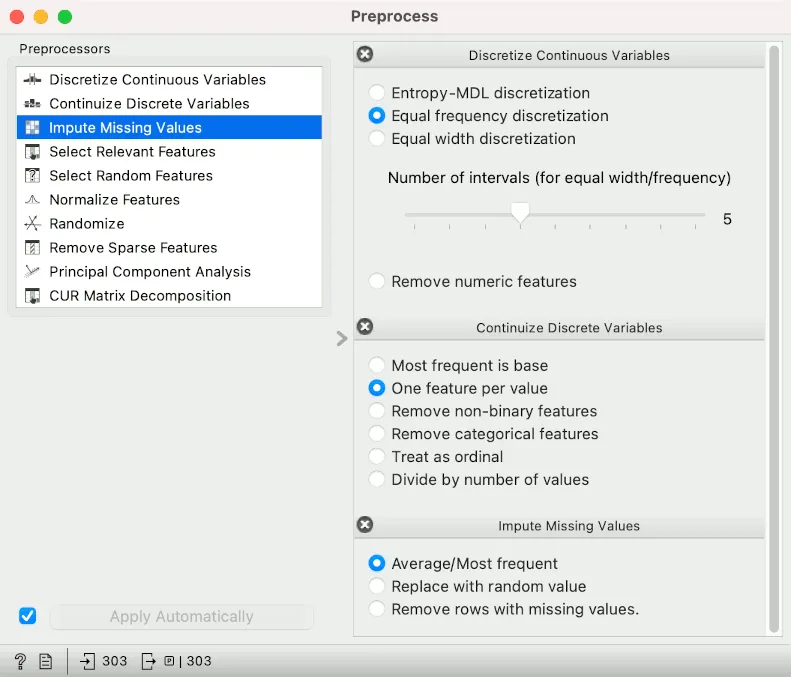 Preprocess
Preprocessors
Discretize Continuous Variables
Continuize Discrete Variables
Impute Missing Values
Select Relevant Features
Select Random Features
Normalize Features
Randomize
Remove Sparse Features
Principal Component Analysis
CUR Matrix Decomposition
Apply Automatically
Discretize Continuous Variables
Entropy-MDL discretization
Equal frequency discretization
Equal width discretization
Number of intervals (for equal width/frequency)
5
Remove numeric features
Continuize Discrete Variables
Most frequent is base
One feature per value
Remove non-binary features
Remove categorical features
Treat as ordinal
Divide by number of values
Impute Missing Values
Average/Most frequent
Replace with random value
Remove rows with missing values.
? 303 P | 303